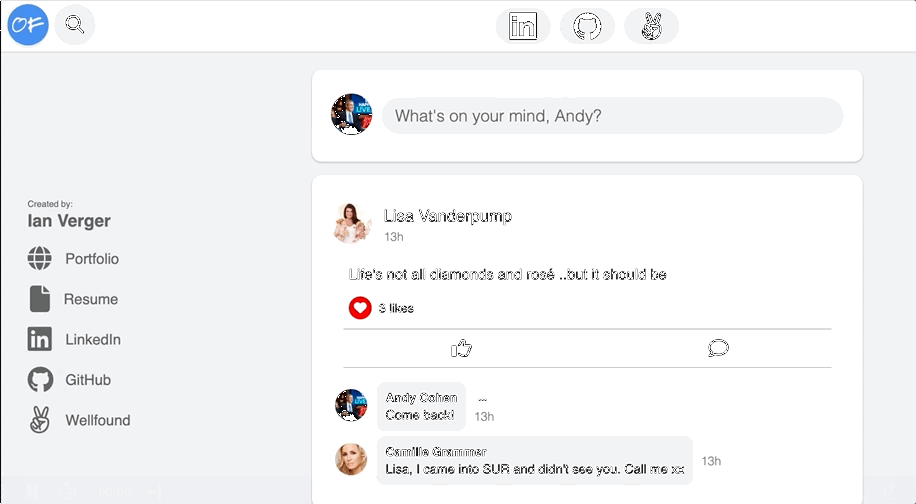 OF
in
What's on your mind, Andy?
Created by:
Ian Verger
Portfolio
Resume
in LinkedIn
GitHub
Wellfound
Lisa Vanderpump
13h
Life's not all diamonds and rosé ..but it should be
3 likes
Andy Cohen ...
Come back! 13h
Camille Grammer
Lisa, I came into SUR and didn't see you. Call me xx 13h